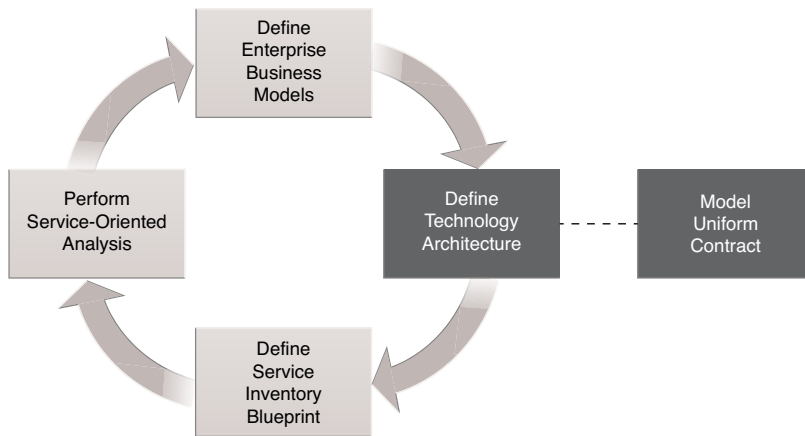 Define
Enterprise
Business
Models
Perform
Service-Oriented
Analysis
Define
Technology
Architecture
Model
Uniform
Contract
Define
Service
Inventory
Blueprint